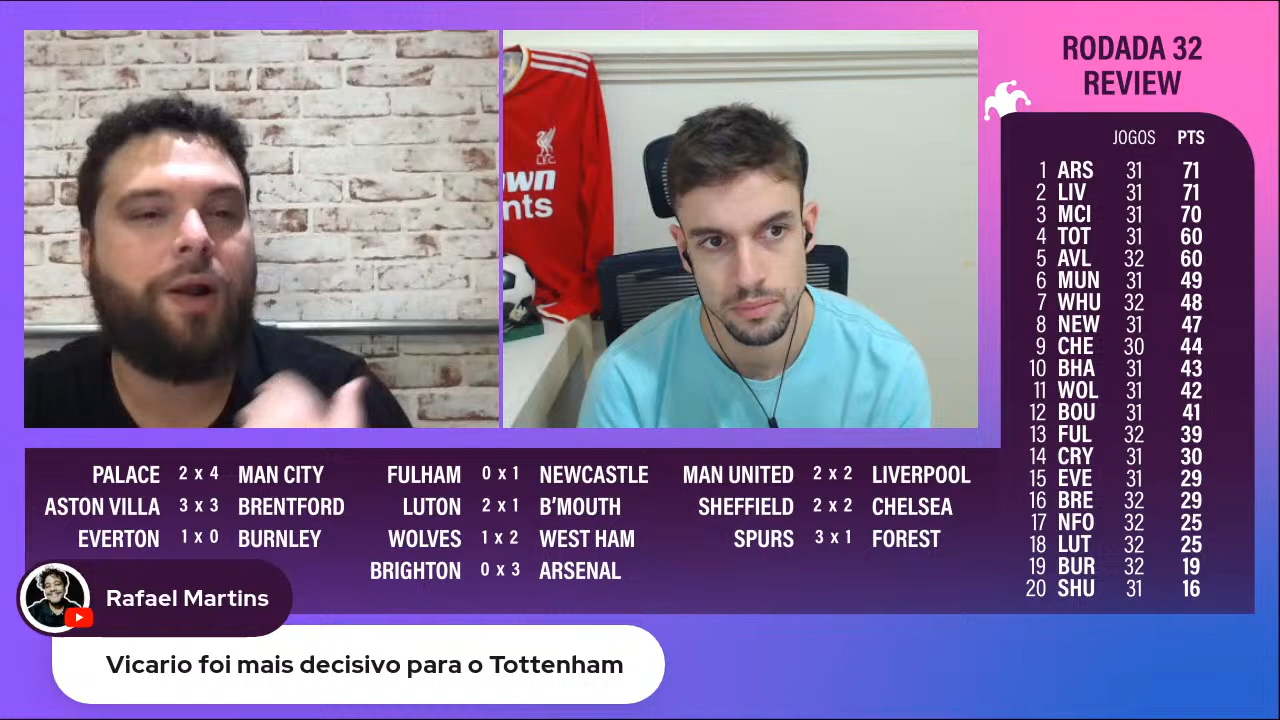 RODADA 32
REVIEW
JOGOS PTS
1 ARS 31 71
2 LIV 31 71
3 MCI 31 70
4 TOT 31 60
5 AVL 32 60
6 MUN 31 49
7 WHU 32 48
8 NEW 31 47
9 CHE 30 44
10 BHA 31 43
11 WOL 31 42
12 BOU 31 41
13 FUL 32 39
14 CRY 31 30
15 EVE 31 29
16 BRE 32 29
17 NFO 32 25
18 LUT 32 25
19 BUR 32 19
20 SHU 31 16
L.F.C.
wn
nts
PALACE 2 x 4 MAN CITY
ASTON VILLA 3 x 3 BRENTFORD
EVERTON 1 x 0 BURNLEY
FULHAM 0 x 1 NEWCASTLE
LUTON 2 x 1 B'MOUTH
WOLVES 1 x 2 WEST HAM
BRIGHTON 0 x 3 ARSENAL
MAN UNITED 2 x 2 LIVERPOOL
SHEFFIELD 2 x 2 CHELSEA
SPURS 3 x 1 FOREST
Rafael Martins
Vicario foi mais decisivo para o Tottenham